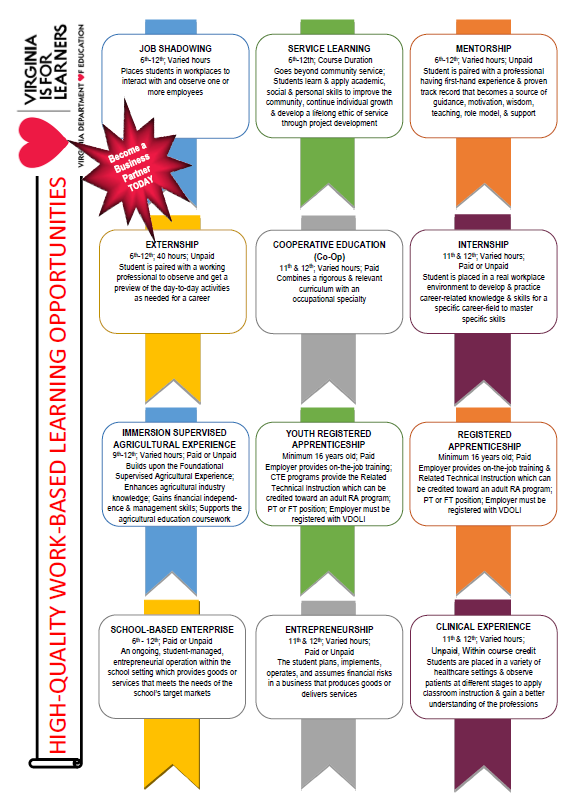 VIRGINIA
IS FOR
LEARNERS
VIRGINIA DEPARTMENT OF EDUCATION
HIGH-QUALITY WORK-BASED LEARNING OPPORTUNITIES
Become a
Business
Partner
TODAY
JOB SHADOWING
6th-12th; Varied hours
Places students in workplaces to
interact with and observe one or
more employees
SERVICE LEARNING
6th-12th; Course Duration
Goes beyond community service;
Students learn & apply academic,
social & personal skills to improve the
community, continue individual growth
& develop a lifelong ethic of service
through project development
MENTORSHIP
6th-12th; Varied hours; Unpaid
Student is paired with a professional
having first-hand experience & proven
track record that becomes a source of
guidance, motivation, wisdom,
teaching, role model, & support
EXTERNSHIP
6th-12th; 40 hours; Unpaid
Student is paired with a working
professional to observe and get a
preview of the day-to-day activities
as needed for a career
COOPERATIVE EDUCATION
(Co-Op)
11th & 12th; Varied hours; Paid
Combines a rigorous & relevant
curriculum with an
occupational specialty
INTERNSHIP
11th & 12th; Varied hours;
Paid or Unpaid
Student is placed in a real workplace
environment to develop & practice
career-related knowledge & skills for a
specific career-field to master
specific skills
IMMERSION SUPERVISED
AGRICULTURAL EXPERIENCE
9th-12th; Varied hours; Paid or Unpaid
Builds upon the Foundational
Supervised Agricultural Experience;
Enhances agricultural industry
knowledge; Gains financial independ-
ence & management skills; Supports the
agricultural education coursework
YOUTH REGISTERED
APPRENTICESHIP
Minimum 16 years old; Paid
Employer provides on-the-job training;
CTE programs provide the Related
Technical Instruction which can be
credited toward an adult RA program;
PT or FT position; Employer must be
registered with VDOLI
REGISTERED
APPRENTICESHIP
Minimum 16 years old; Paid
Employer provides on-the-job training &
Related Technical Instruction which can
be credited toward an adult RA program;
PT or FT position; Employer must be
registered with VDOLI
SCHOOL-BASED ENTERPRISE
6th - 12th; Paid or Unpaid
An ongoing, student-managed,
entrepreneurial operation within the
school setting which provides goods or
services that meets the needs of the
school's target markets
ENTREPRENEURSHIP
11th & 12th; Varied hours;
Paid or Unpaid
The student plans, implements,
operates, and assumes financial risks
in a business that produces goods or
delivers services
CLINICAL EXPERIENCE
11th & 12th; Varied hours;
Unpaid, Within course credit
Students are placed in a variety of
healthcare settings & observe
patients at different stages to apply
classroom instruction & gain a better
understanding of the professions